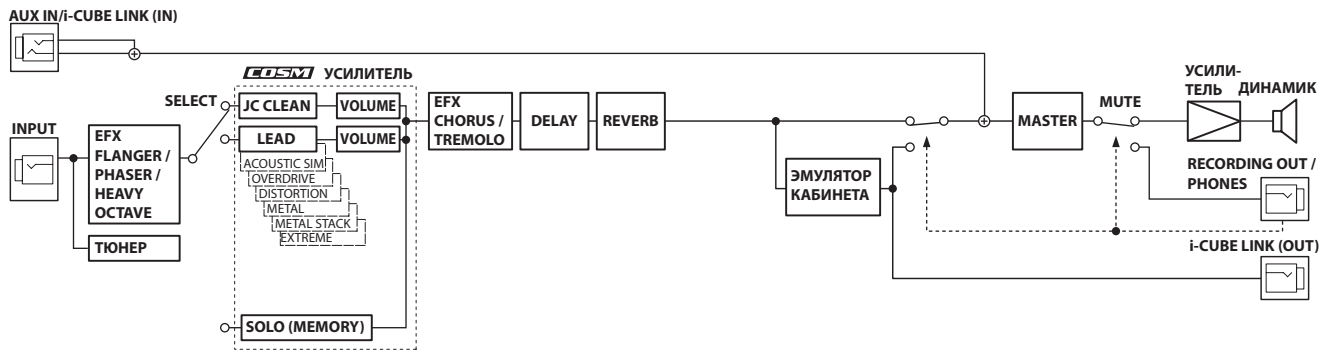 AUX IN/i-CUBE LINK (IN)
COSM УСИЛИТЕЛЬ
SELECT
JC CLEAN
VOLUME
LEAD
VOLUME
ACOUSTIC SIM
OVERDRIVE
DISTORTION
METAL
METAL STACK
EXTREME
SOLO (MEMORY)
INPUT
EFX
FLANGER /
PHASER /
HEAVY
OCTAVE
ТЮНЕР
EFX
CHORUS /
TREMOLO
DELAY
REVERB
ЭМУЛЯТОР
КАБИНЕТА
MASTER
MUTE
УСИЛИ-
ТЕЛЬ
ДИНАМИК
RECORDING OUT /
PHONES
i-CUBE LINK (OUT)